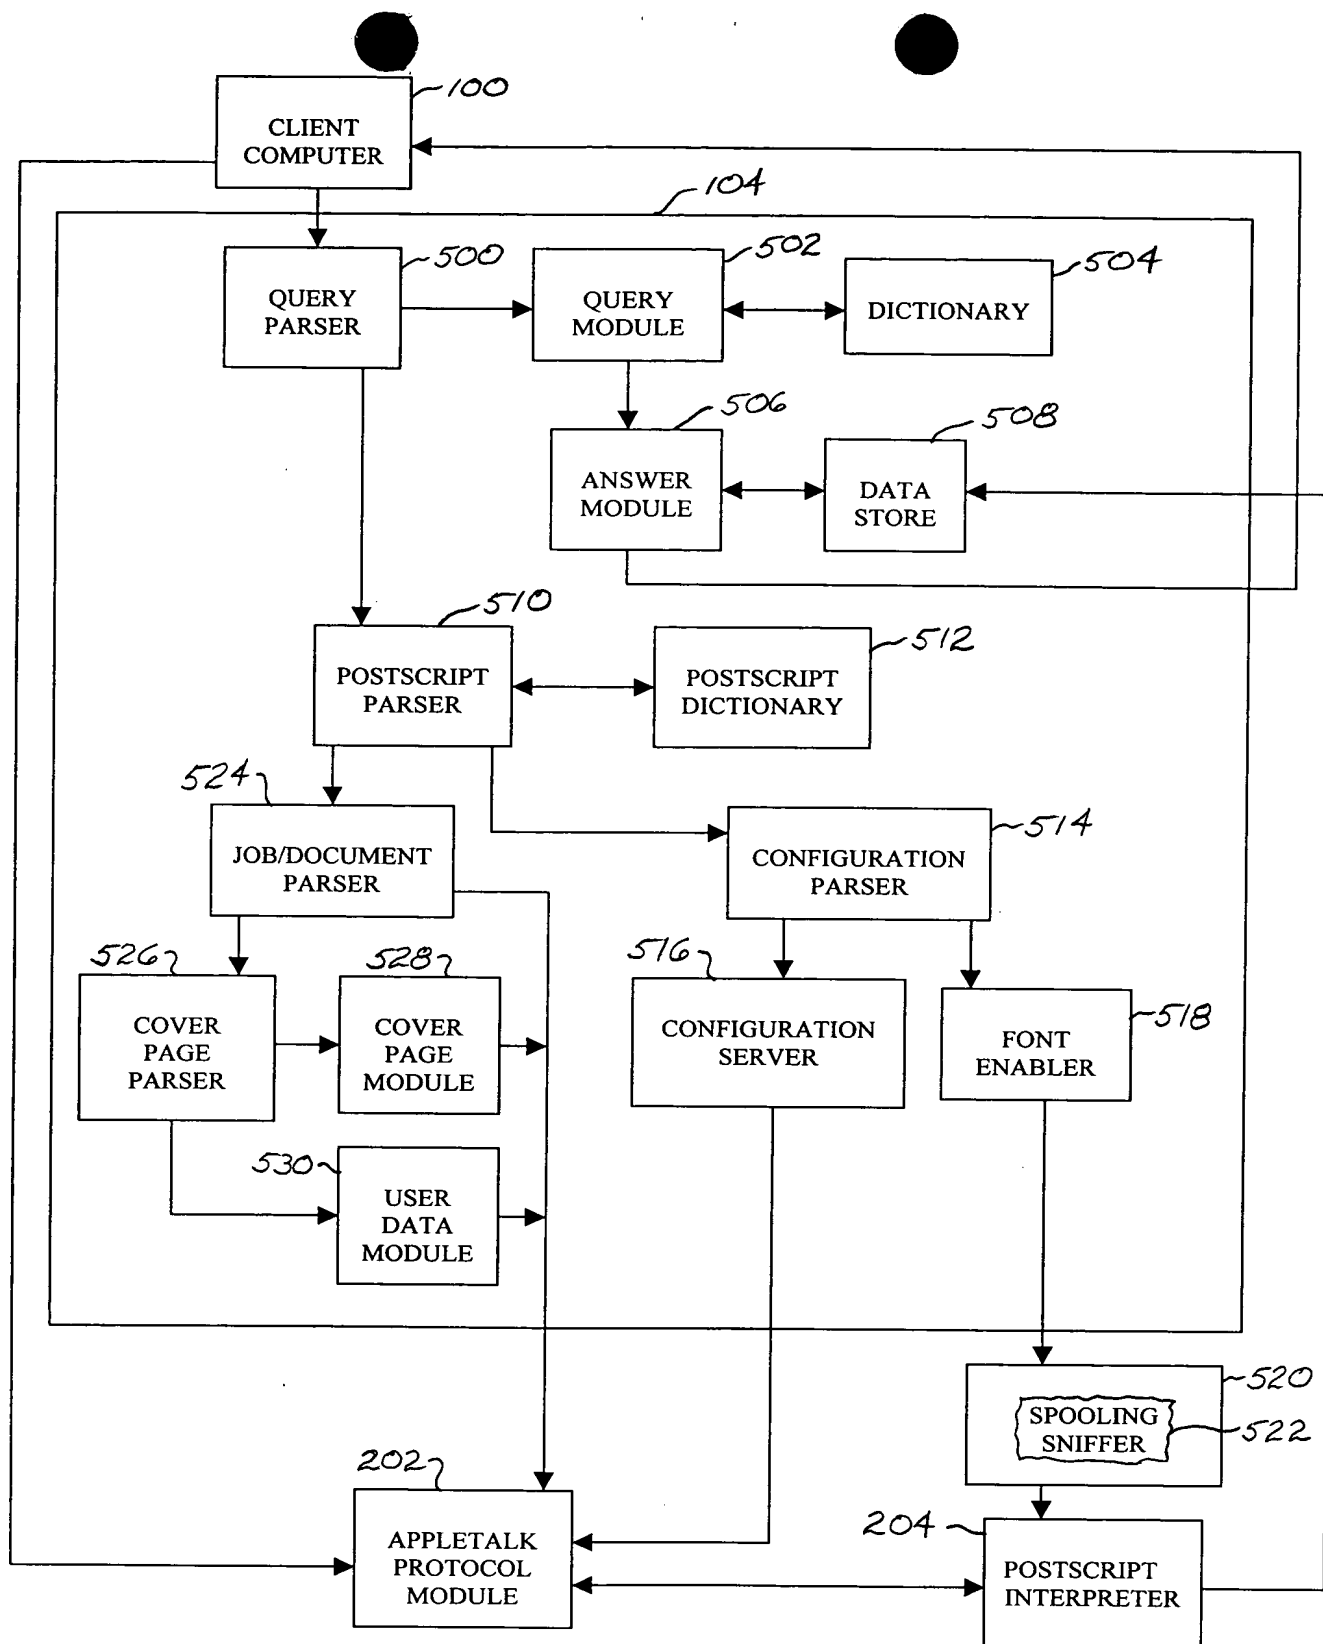 100
CLIENT
COMPUTER
104
500
QUERY
PARSER
502
QUERY
MODULE
504
DICTIONARY
506
ANSWER
MODULE
508
DATA
STORE
510
POSTSCRIPT
PARSER
512
POSTSCRIPT
DICTIONARY
524
JOB/DOCUMENT
PARSER
514
CONFIGURATION
PARSER
526
COVER
PAGE
PARSER
528
COVER
PAGE
MODULE
516
CONFIGURATION
SERVER
518
FONT
ENABLER
530
USER
DATA
MODULE
520
SPOOLING
SNIFFER
522
202
APPLETALK
PROTOCOL
MODULE
204
POSTSCRIPT
INTERPRETER